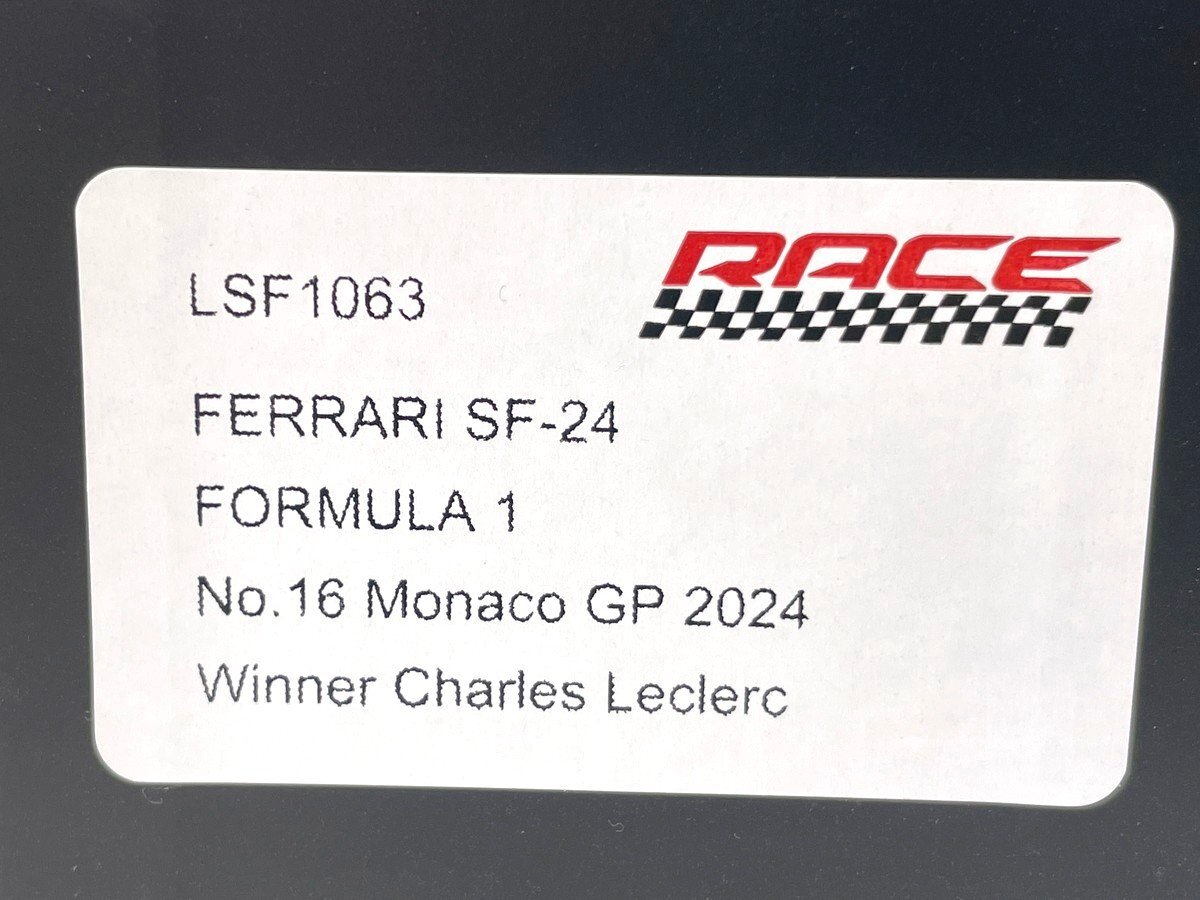 RACE
LSF1063
FERRARI SF-24
FORMULA 1
No.16 Monaco GP 2024
Winner Charles Leclerc